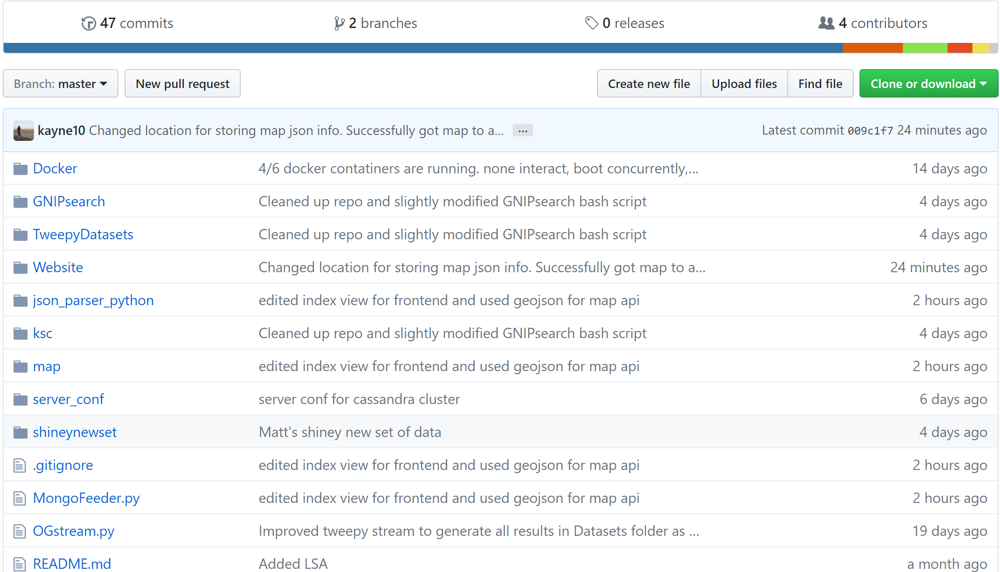 47 commits 2 branches 0 releases 4 contributors
Branch: master New pull request Create new file Upload files Find file Clone or download
kayne10 Changed location for storing map json info. Successfully got map to a... ... Latest commit 009c1f7 24 minutes ago
Docker 4/6 docker contatiners are running. none interact, boot concurrently,... 14 days ago
GNIPsearch Cleaned up repo and slightly modified GNIPsearch bash script 4 days ago
TweepyDatasets Cleaned up repo and slightly modified GNIPsearch bash script 4 days ago
Website Changed location for storing map json info. Successfully got map to a... 24 minutes ago
json_parser_python edited index view for frontend and used geojson for map api 2 hours ago
ksc Cleaned up repo and slightly modified GNIPsearch bash script 4 days ago
map edited index view for frontend and used geojson for map api 2 hours ago
server_conf server conf for cassandra cluster 6 days ago
shineynewset Matt's shiney new set of data 4 days ago
.gitignore edited index view for frontend and used geojson for map api 2 hours ago
MongoFeeder.py edited index view for frontend and used geojson for map api 2 hours ago
OGstream.py Improved tweepy stream to generate all results in Datasets folder as ... 19 days ago
README.md Added LSA a month ago